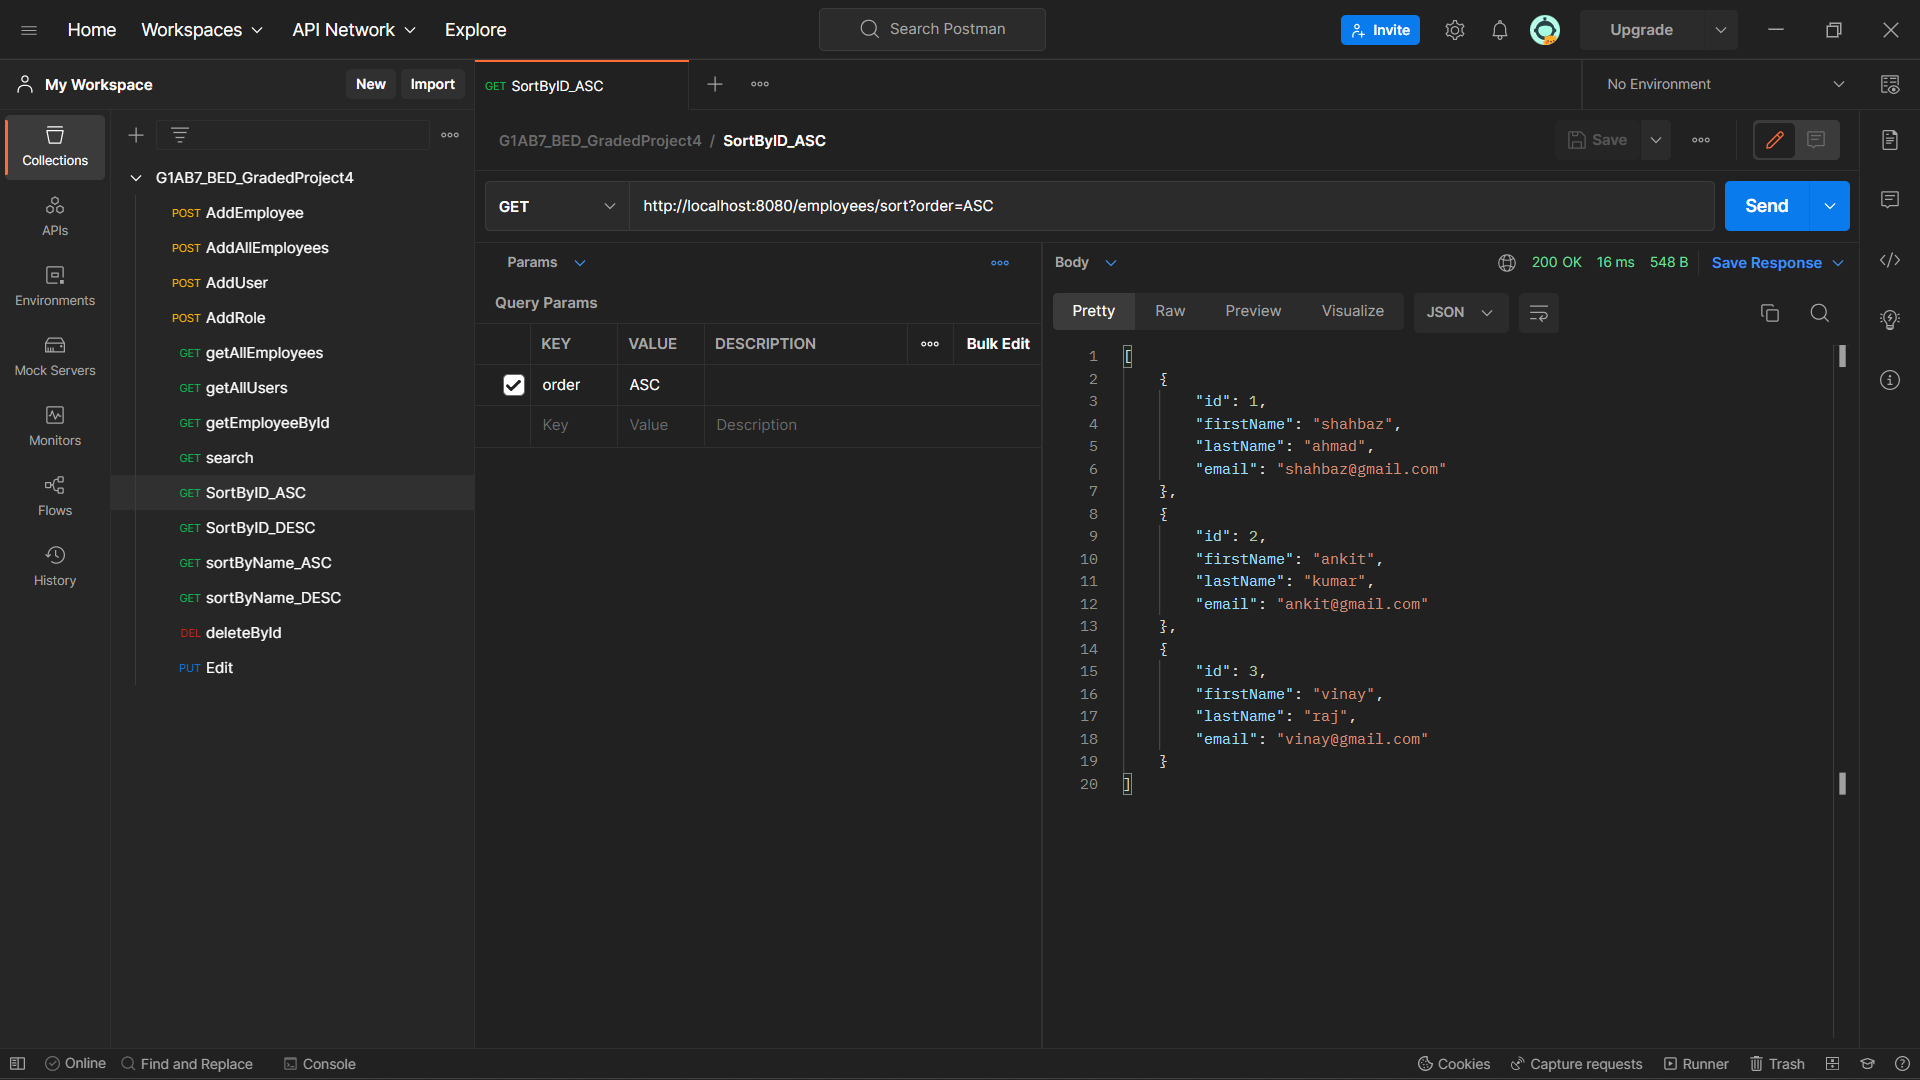 Home Workspaces API Network Explore Search Postman Invite Upgrade
My Workspace New Import
GET SortByID_ASC
No Environment
Collections
APIs
Environments
Mock Servers
Monitors
Flows
History
G1AB7_BED_GradedProject4
POST AddEmployee
POST AddAllEmployees
POST AddUser
POST AddRole
GET getAllEmployees
GET getAllUsers
GET getEmployeeById
GET search
GET SortByID_ASC
GET SortByID_DESC
GET sortByName_ASC
GET sortByName_DESC
DEL deleteById
PUT Edit
G1AB7_BED_GradedProject4 / SortByID_ASC
Save
GET http://localhost:8080/employees/sort?order=ASC Send
Params
Query Params
KEY VALUE DESCRIPTION Bulk Edit
order ASC
Key Value Description
Body 200 OK 16 ms 548 B Save Response
Pretty Raw Preview Visualize JSON
1 [
2 {
3 "id": 1,
4 "firstName": "shahbaz",
5 "lastName": "ahmad",
6 "email": "shahbaz@gmail.com"
7 },
8 {
9 "id": 2,
10 "firstName": "ankit",
11 "lastName": "kumar",
12 "email": "ankit@gmail.com"
13 },
14 {
15 "id": 3,
16 "firstName": "vinay",
17 "lastName": "raj",
18 "email": "vinay@gmail.com"
19 }
20 ]
Online Find and Replace Console Cookies Capture requests Runner Trash